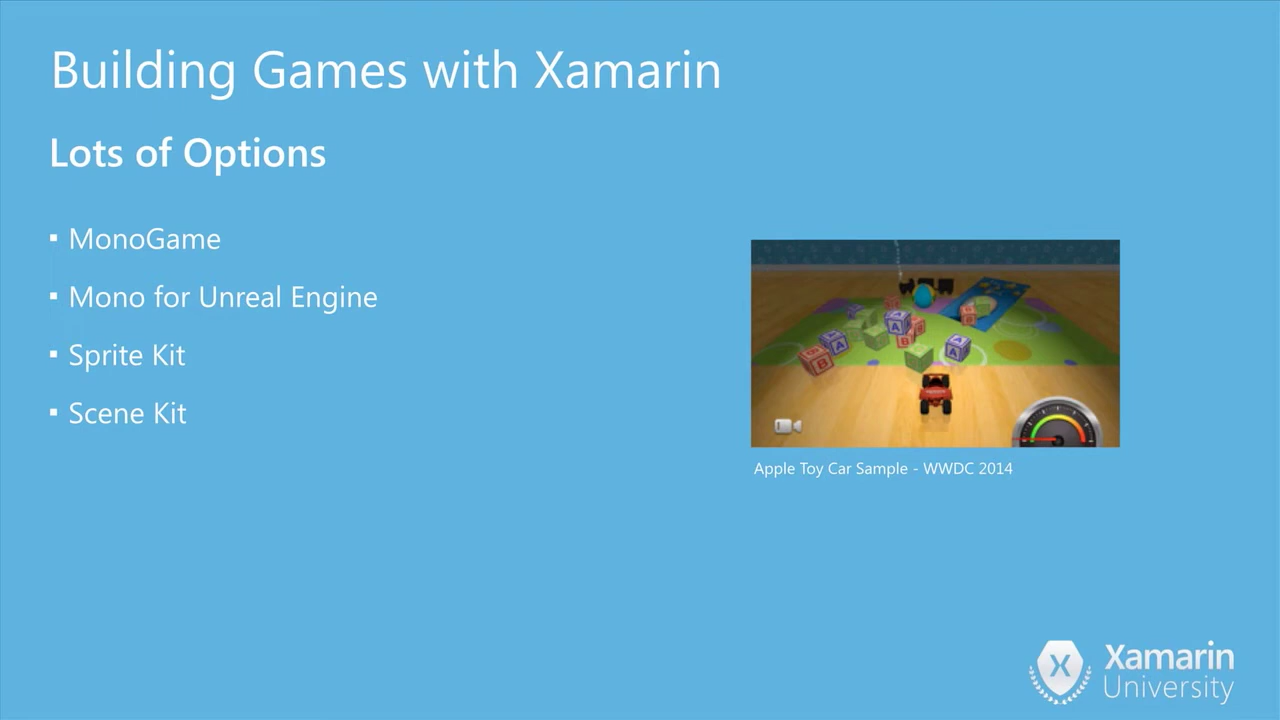 Building Games with Xamarin
Lots of Options
▪ MonoGame
▪ Mono for Unreal Engine
▪ Sprite Kit
▪ Scene Kit
A
A
B
B
A
B
Apple Toy Car Sample - WWDC 2014
X
Xamarin
University